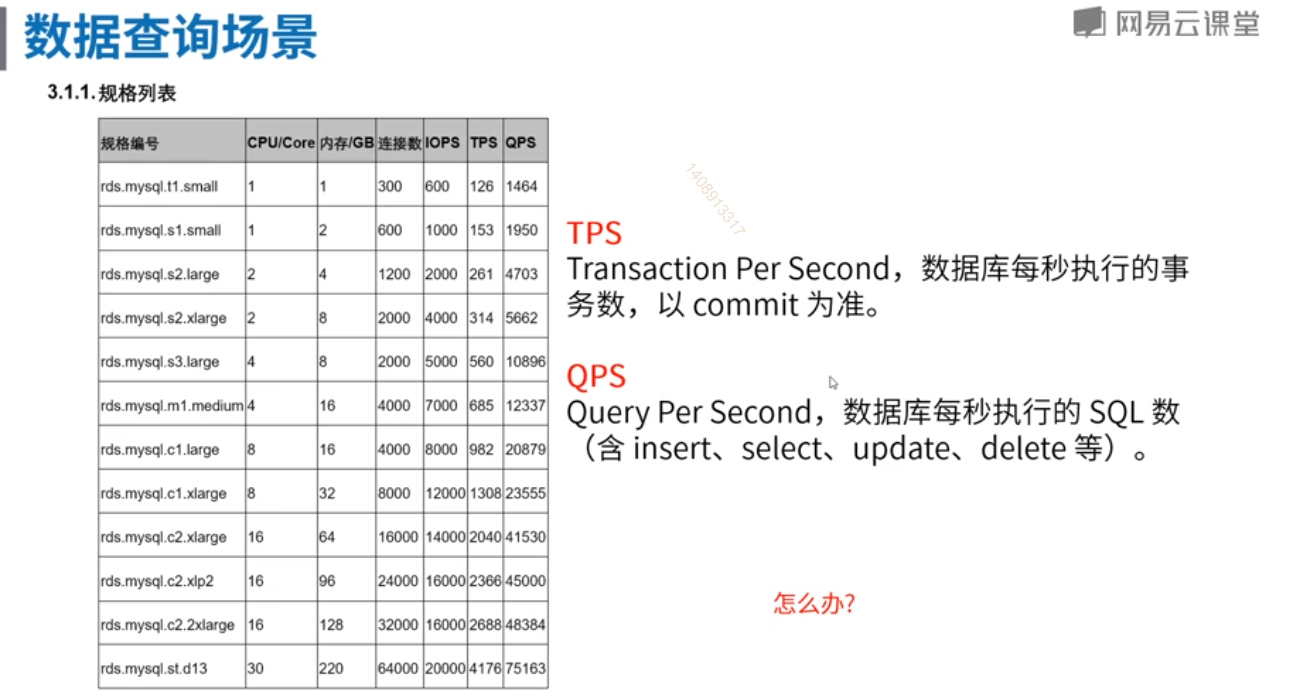 数据查询场景
网易云课堂
3.1.1.规格列表
规格编号 CPU/Core 内存/GB 连接数 IOPS TPS QPS
rds.mysql.t1.small 1 1 300 600 126 1464
rds.mysql.s1.small 1 2 600 1000 153 1950
rds.mysql.s2.large 2 4 1200 2000 261 4703
rds.mysql.s2.xlarge 2 8 2000 4000 314 5662
rds.mysql.s3.large 4 8 2000 5000 560 10896
rds.mysql.m1.medium 4 16 4000 7000 685 12337
rds.mysql.c1.large 8 16 4000 8000 982 20879
rds.mysql.c1.xlarge 8 32 8000 12000 1308 23555
rds.mysql.c2.xlarge 16 64 16000 14000 2040 41530
rds.mysql.c2.xlp2 16 96 24000 16000 2366 45000
rds.mysql.c2.2xlarge 16 128 32000 16000 2688 48384
rds.mysql.st.d13 30 220 64000 20000 4176 75163
1408913317
TPS
Transaction Per Second，数据库每秒执行的事
务数，以 commit 为准。
QPS
Query Per Second，数据库每秒执行的 SQL 数
（含 insert、select、update、delete 等）。
怎么办?